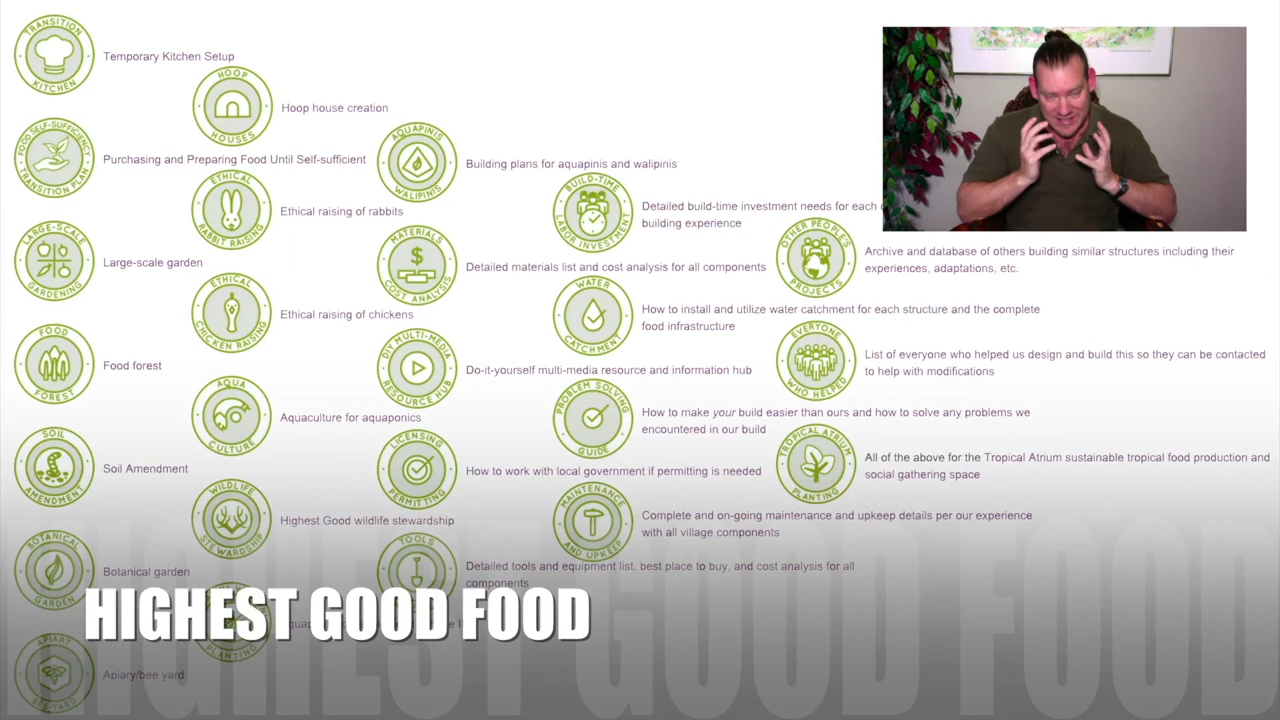 TRANSITION
KITCHEN
Temporary Kitchen Setup
HOOP
HOUSES
Hoop house creation
FOOD SELF-SUFFICIENCY
TRANSITION PLAN
Purchasing and Preparing Food Until Self-sufficient
AQUAPINIS
WALIPINIS
Building plans for aquapinis and walipinis
ETHICAL
RABBIT RAISING
Ethical raising of rabbits
BUILD-TIME
LABOR INVESTMENT
Detailed build-time investment needs for each
building experience
LARGE-SCALE
GARDENING
Large-scale garden
MATERIALS
COST ANALYSIS
$
Detailed materials list and cost analysis for all components
OTHER PEOPLE'S
PROJECTS
Archive and database of others building similar structures including their
experiences, adaptations, etc.
ETHICAL
CHICKEN RAISING
Ethical raising of chickens
WATER
CATCHMENT
How to install and utilize water catchment for each structure and the complete
food infrastructure
FOOD
FOREST
Food forest
DIY MULTI-MEDIA
RESOURCE HUB
Do-it-yourself multi-media resource and information hub
EVERYONE
WHO HELPED
List of everyone who helped us design and build this so they can be contacted
to help with modifications
AQUA
CULTURE
Aquaculture for aquaponics
PROBLEM SOLVING
GUIDE
How to make your build easier than ours and how to solve any problems we
encountered in our build
SOIL
AMENDMENT
Soil Amendment
LICENSING
PERMITTING
How to work with local government if permitting is needed
TROPICAL ATRIUM
PLANTING
All of the above for the Tropical Atrium sustainable tropical food production and
social gathering space
WILDLIFE
STEWARDSHIP
Highest Good wildlife stewardship
MAINTENANCE
AND UPKEEP
Complete and on-going maintenance and upkeep details per our experience
with all village components
BOTANICAL
GARDEN
Botanical garden
TOOLS
Detailed tools and equipment list, best place to buy, and cost analysis for all
components
PLANTING
HIGHEST GOOD FOOD
APIARY
BEE YARD
Apiary/bee yard
HIGHEST GOOD FOOD